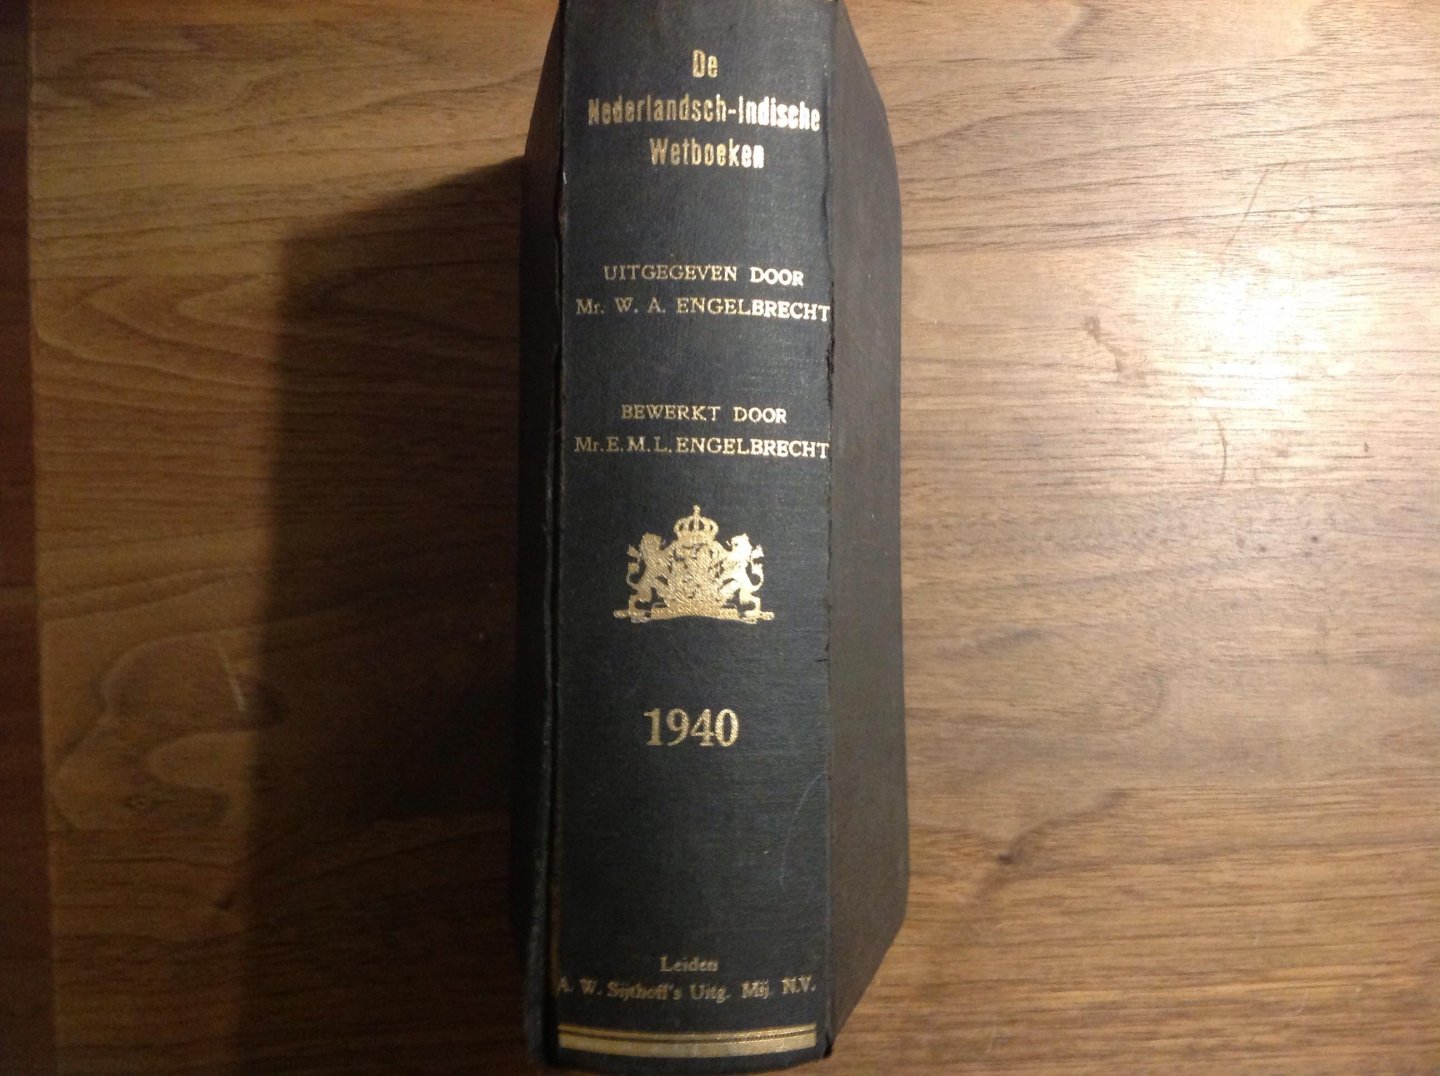 De
Nederlandsch-Indische
Wetboeken
UITGEGEVEN DOOR
Mr. W. A. ENGELBRECHT
BEWERKT DOOR
Mr. E. M. L. ENGELBRECHT
1940
Leiden
A. W. Sijthoff's Uitg. Mij. N.V.